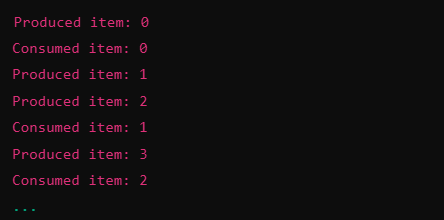 Produced item: 0
Consumed item: 0
Produced item: 1
Produced item: 2
Consumed item: 1
Produced item: 3
Consumed item: 2
...